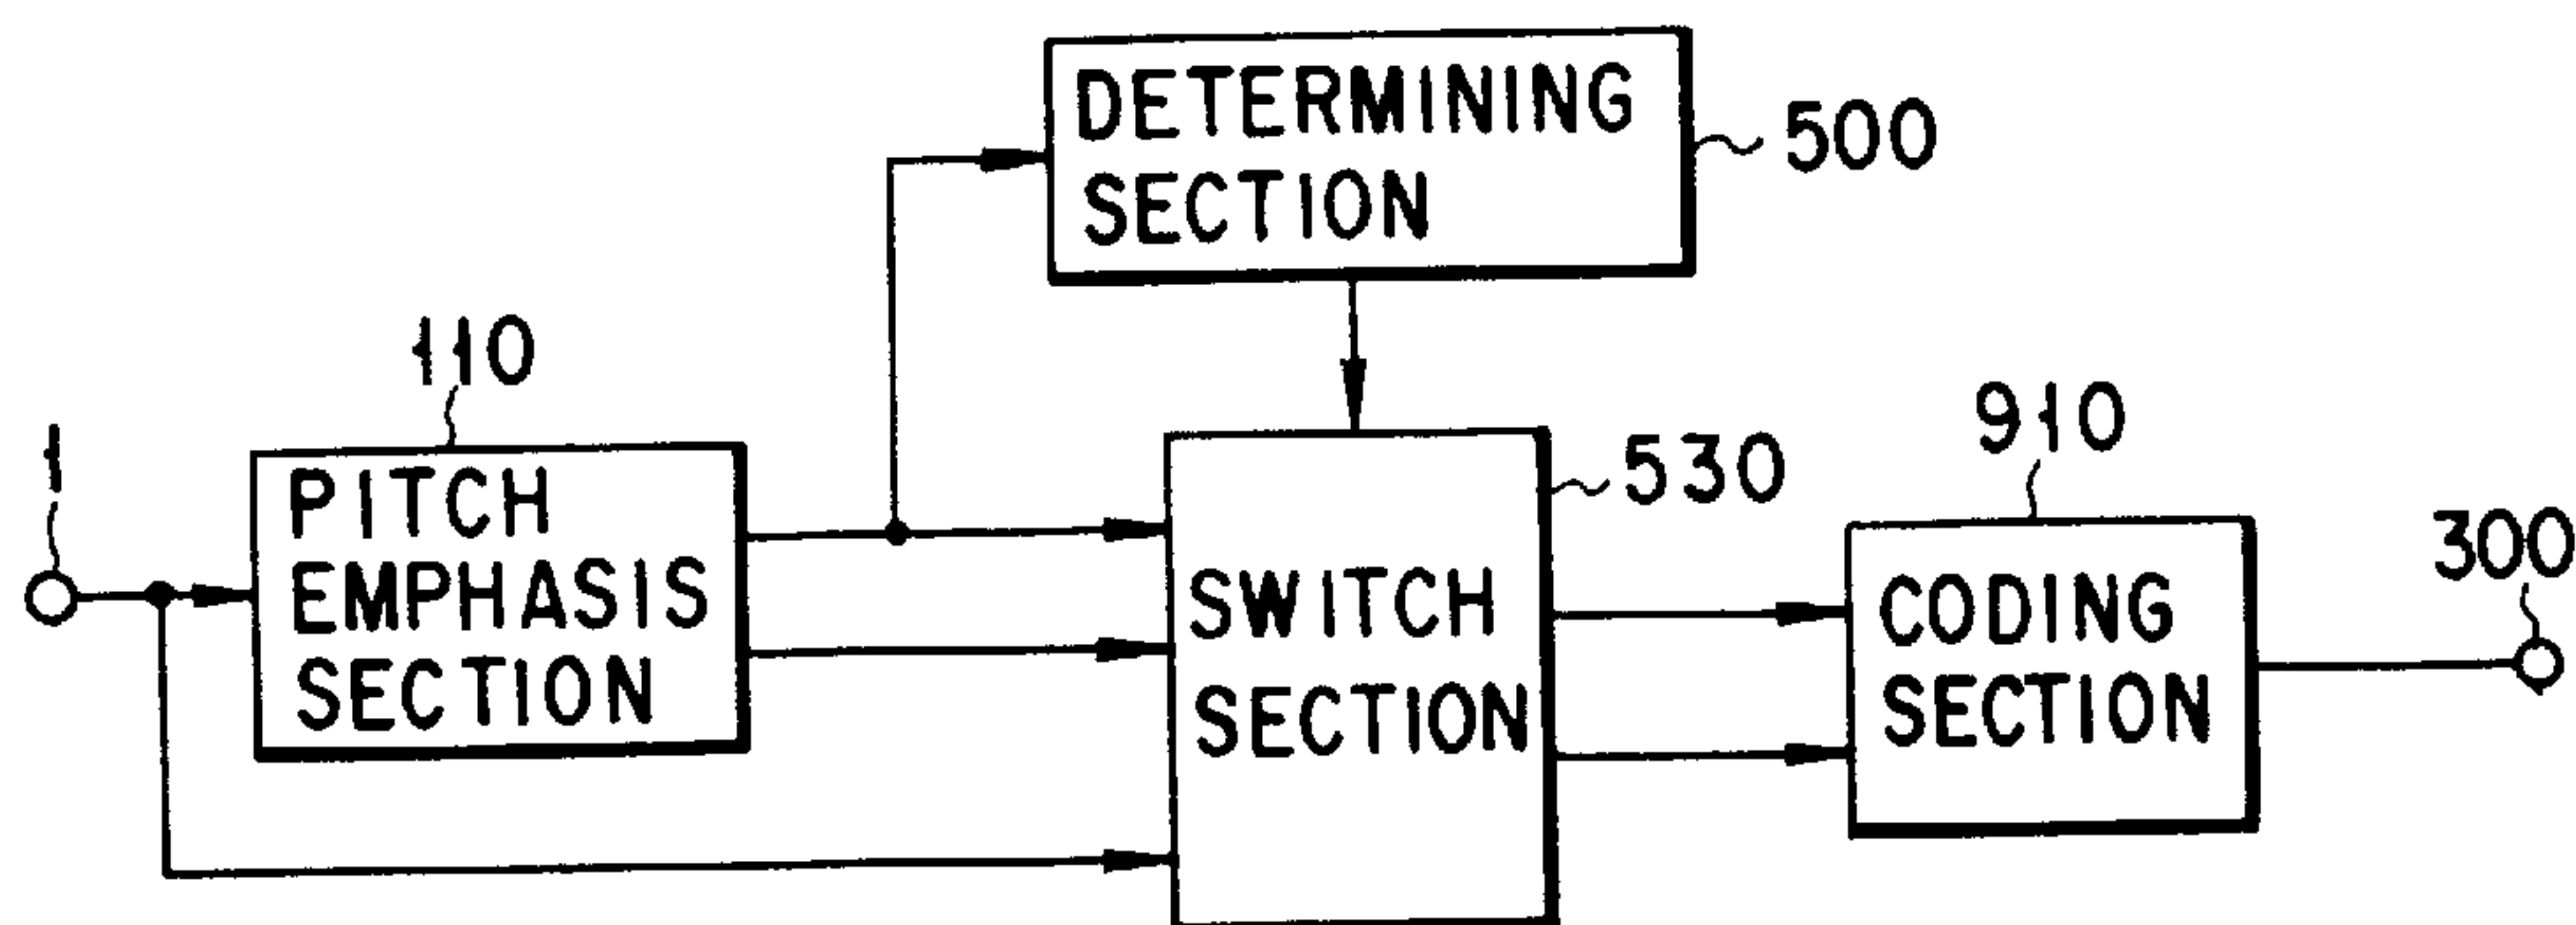 DETERMINING
SECTION
500
110
1
PITCH
EMPHASIS
SECTION
530
SWITCH
SECTION
910
CODING
SECTION
300